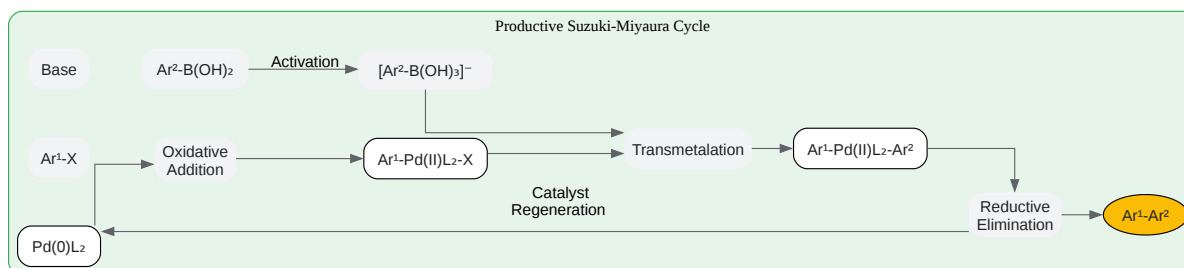 Productive Suzuki-Miyaura Cycle
Base
Ar²-B(OH)₂
Activation
[Ar²-B(OH)₃]⁻
Ar¹-X
Oxidative
Addition
Ar¹-Pd(II)L₂-X
Transmetalation
Ar¹-Pd(II)L₂-Ar²
Catalyst
Regeneration
Reductive
Elimination
Ar¹-Ar²
Pd(0)L₂